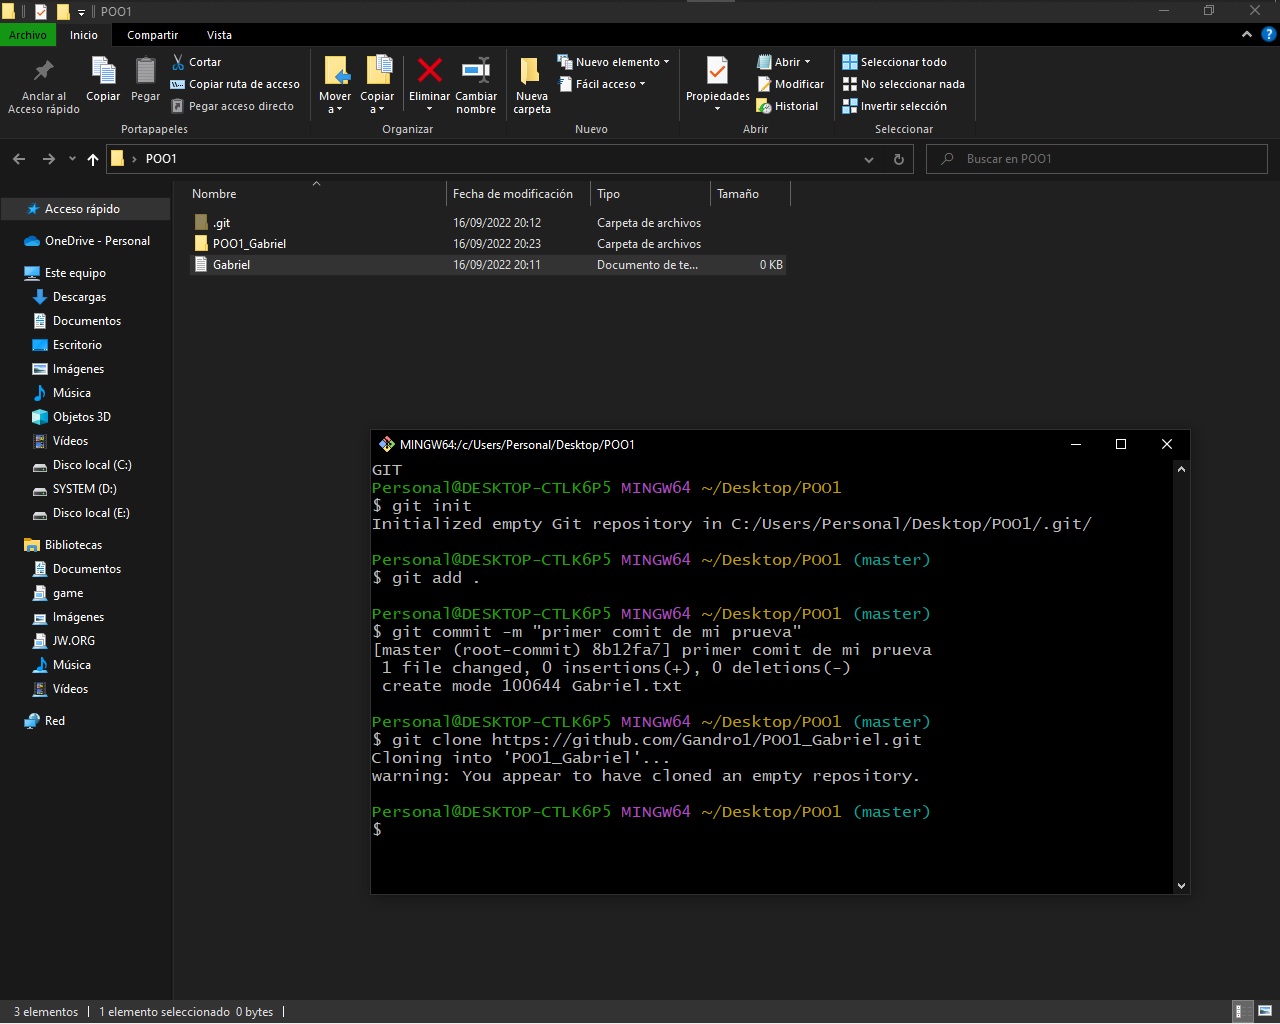 POO1
Archivo Inicio Compartir Vista
Anclar al Acceso rápido
Copiar
Pegar
Cortar
Copiar ruta de acceso
Pegar acceso directo
Portapapeles
Mover a
Copiar a
Eliminar
Cambiar nombre
Organizar
Nueva carpeta
Nuevo elemento
Fácil acceso
Nuevo
Propiedades
Abrir
Modificar
Historial
Abrir
Seleccionar todo
No seleccionar nada
Invertir selección
Seleccionar
POO1
Buscar en POO1
Acceso rápido
OneDrive - Personal
Este equipo
Descargas
Documentos
Escritorio
Imágenes
Música
Objetos 3D
Vídeos
Disco local (C:)
SYSTEM (D:)
Disco local (E:)
Bibliotecas
Documentos
game
Imágenes
JW.ORG
Música
Vídeos
Red
Nombre Fecha de modificación Tipo Tamaño
.git 16/09/2022 20:12 Carpeta de archivos
POO1_Gabriel 16/09/2022 20:23 Carpeta de archivos
Gabriel 16/09/2022 20:11 Documento de te... 0 KB
MINGW64:/c/Users/Personal/Desktop/POO1
GIT
Personal@DESKTOP-CTLK6P5 MINGW64 ~/Desktop/POO1
$ git init
Initialized empty Git repository in C:/Users/Personal/Desktop/POO1/.git/
Personal@DESKTOP-CTLK6P5 MINGW64 ~/Desktop/POO1 (master)
$ git add .
Personal@DESKTOP-CTLK6P5 MINGW64 ~/Desktop/POO1 (master)
$ git commit -m "primer comit de mi prueva"
[master (root-commit) 8b12fa7] primer comit de mi prueva
1 file changed, 0 insertions(+), 0 deletions(-)
create mode 100644 Gabriel.txt
Personal@DESKTOP-CTLK6P5 MINGW64 ~/Desktop/POO1 (master)
$ git clone https://github.com/Gandro1/POO1_Gabriel.git
Cloning into 'POO1_Gabriel'...
warning: You appear to have cloned an empty repository.
Personal@DESKTOP-CTLK6P5 MINGW64 ~/Desktop/POO1 (master)
$
3 elementos 1 elemento seleccionado 0 bytes